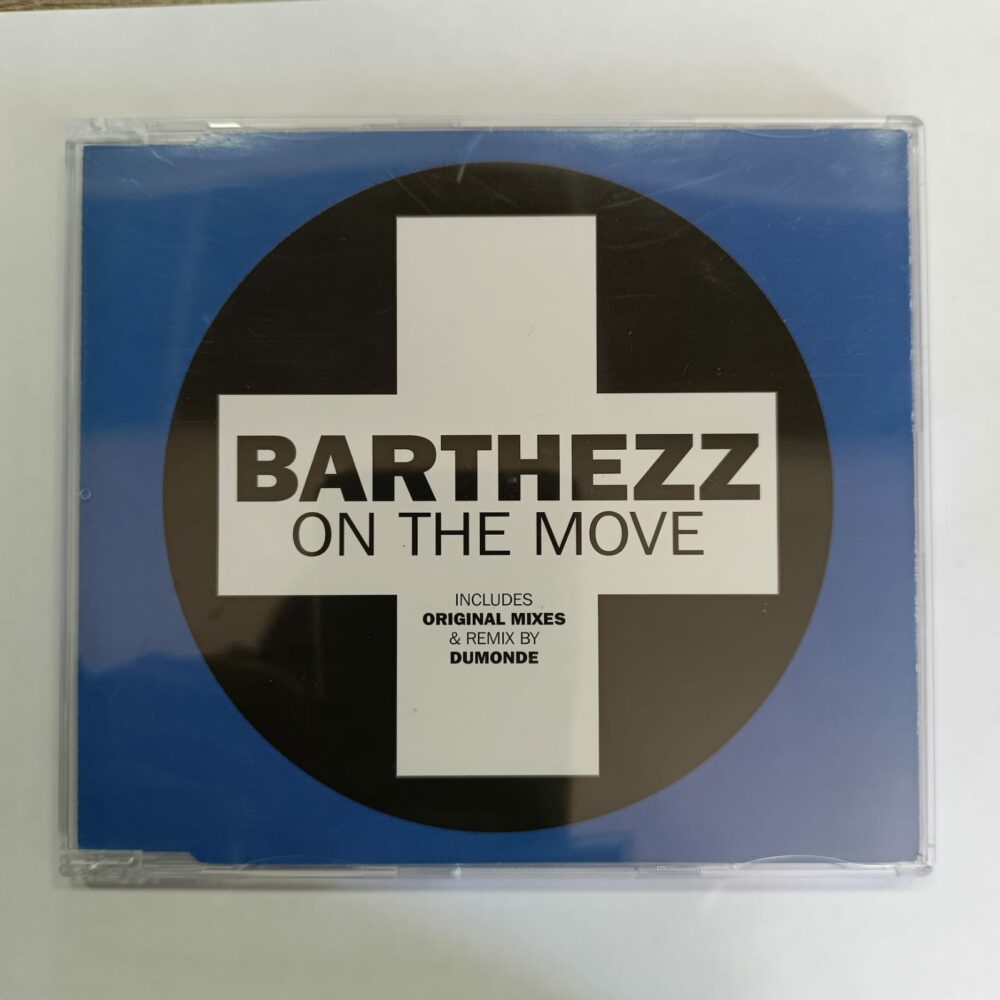 BARTHEZZ
ON THE MOVE
INCLUDES
ORIGINAL MIXES
& REMIX BY
DUMONDE